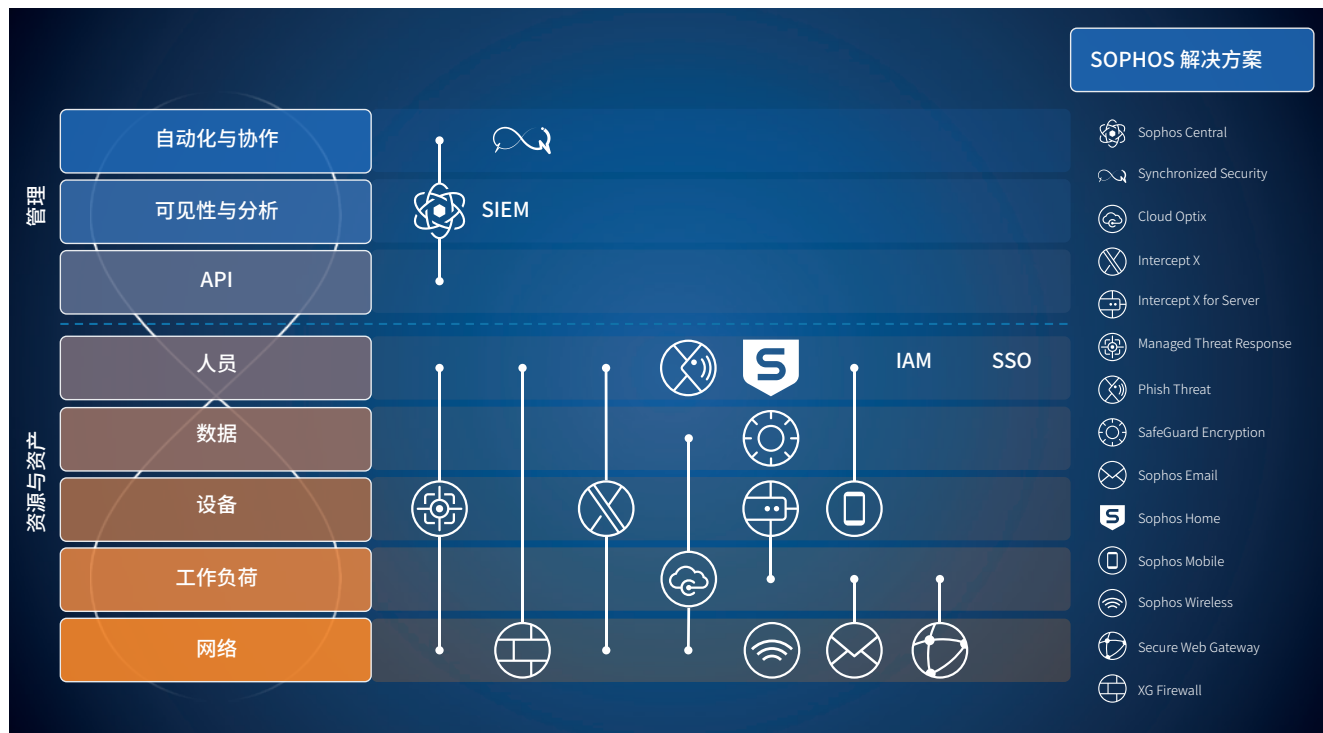 SOPHOS 解决方案
管理
自动化与协作
可见性与分析
SIEM
API
资源与资产
人员
S
IAM
SSO
数据
设备
工作负荷
网络
Sophos Central
Synchronized Security
Cloud Optix
Intercept X
Intercept X for Server
Managed Threat Response
Phish Threat
SafeGuard Encryption
Sophos Email
S
Sophos Home
Sophos Mobile
Sophos Wireless
Secure Web Gateway
XG Firewall